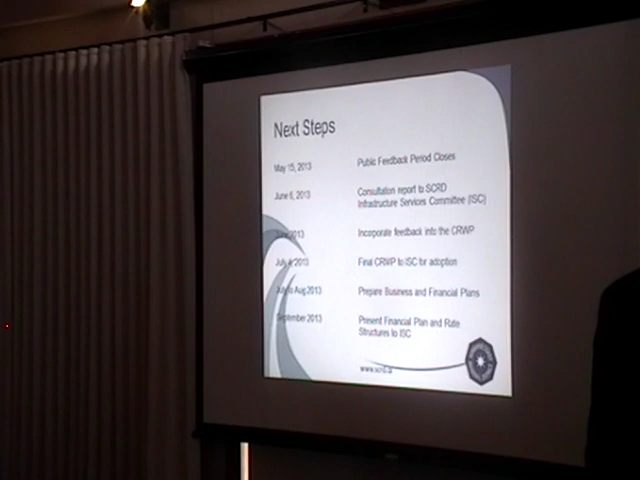 Next Steps
May 15, 2013 Public Feedback Period Closes
June 6, 2013 Consultation report to SCRD
Infrastructure Services Committee (ISC)
June 2013 Incorporate feedback into the CRWP
July 2013 Final CRWP to ISC for adoption
July to Aug 2013 Prepare Business and Financial Plans
September 2013 Present Financial Plan and Rate
Structures to ISC
www.scrd.ca